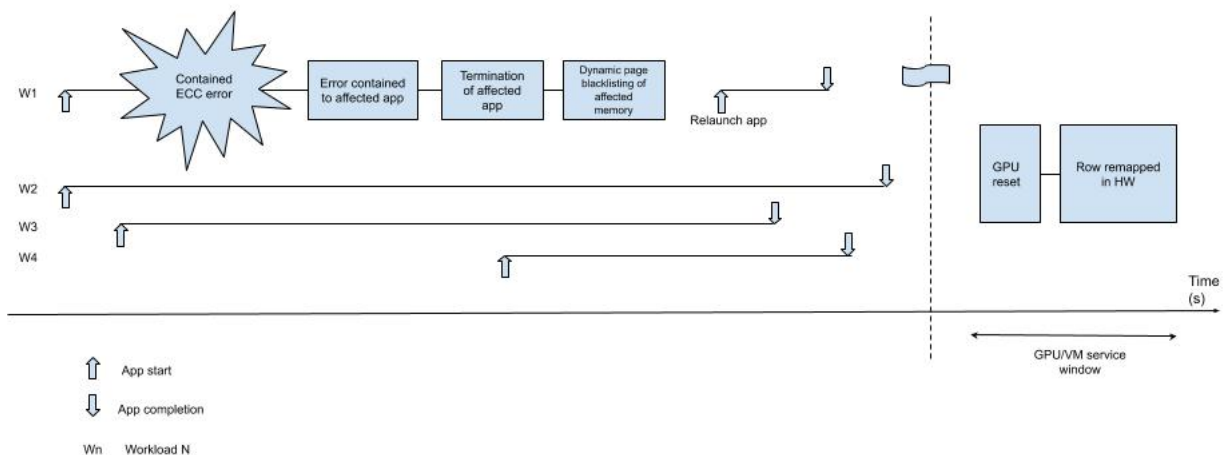 W1
Contained
ECC error
Error contained
to affected app
Termination
of affected
app
Dynamic page
blacklisting of
affected
memory
Relaunch app
GPU
reset
Row remapped
in HW
W2
W3
W4
Time
(s)
GPU/VM service
window
App start
App completion
Wn Workload N